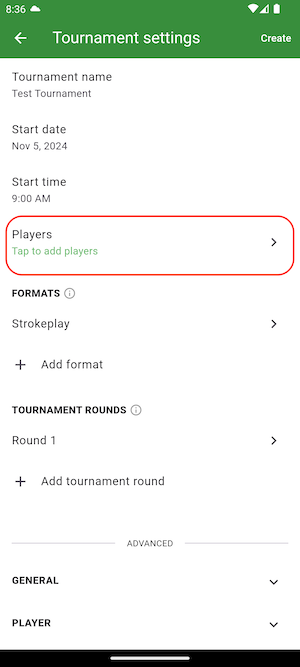 8:36
Tournament settings
Create
Tournament name
Test Tournament
Start date
Nov 5, 2024
Start time
9:00 AM
Players
Tap to add players
FORMATS
Strokeplay
Add format
TOURNAMENT ROUNDS
Round 1
Add tournament round
ADVANCED
GENERAL
PLAYER